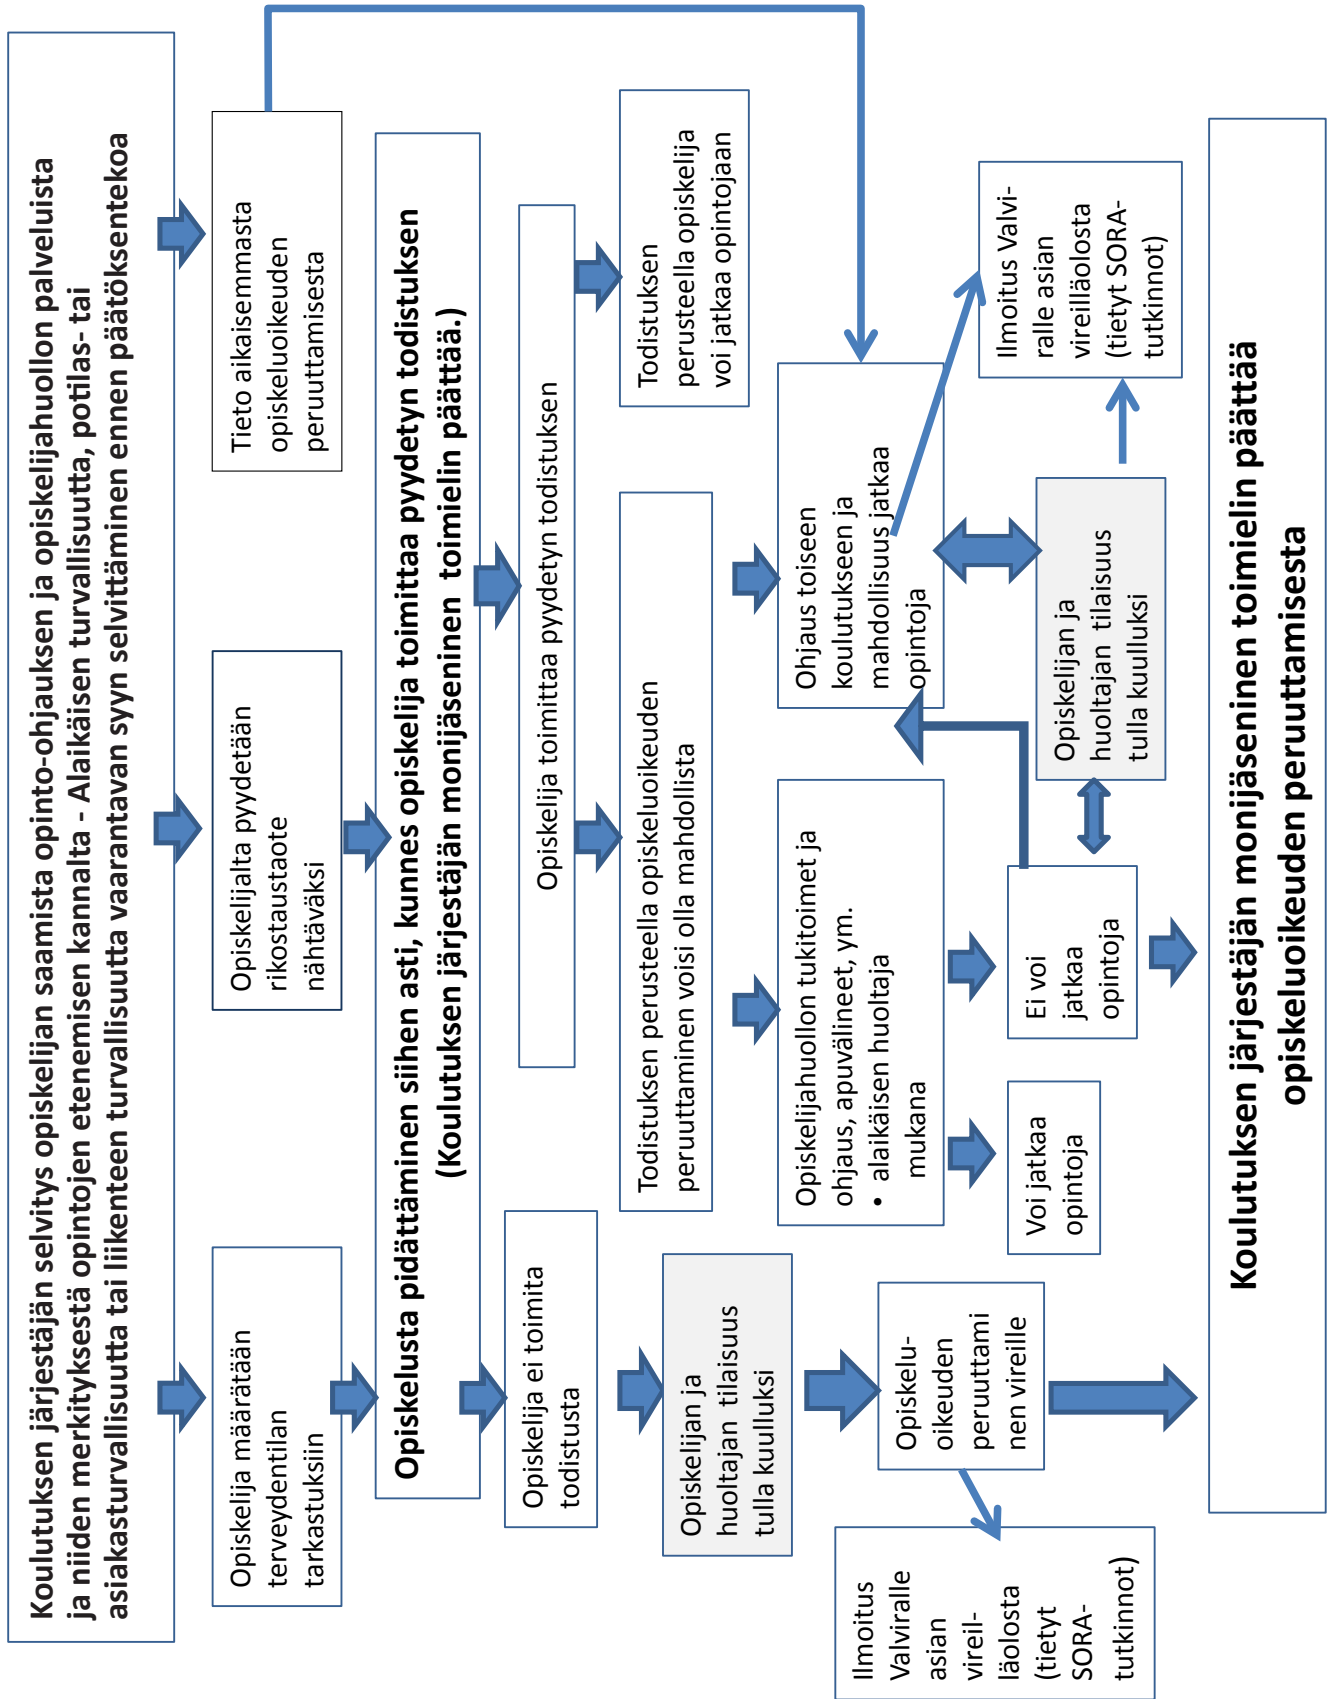 Koulutuksen järjestäjän selvitys opiskelijan saamista opinto-ohjauksen ja opiskelijahuollon palveluista
ja niiden merkityksestä opintojen etenemisen kannalta - Alaikäisen turvallisuutta, potilas- tai
asiakasturvallisuutta tai liikenteen turvallisuutta vaarantavan syyn selvittäminen ennen päätöksentekoa
Opiskelija määrätään
terveydentilan
tarkastuksiin
Opiskelijalta pyydetään
rikostaustaote
nähtäväksi
Tieto aikaisemmasta
opiskeluoikeuden
peruuttamisesta
Opiskelusta pidättäminen siihen asti, kunnes opiskelija toimittaa pyydetyn todistuksen
(Koulutuksen järjestäjän monijäseninen toimielin päättää.)
Opiskelija ei toimita
todistusta
Opiskelija toimittaa pyydetyn todistuksen
Todistuksen perusteella opiskeluoikeuden
peruuttaminen voisi olla mahdollista
Todistuksen
perusteella opiskelija
voi jatkaa opintojaan
Opiskelijan ja
huoltajan tilaisuus
tulla kuulluksi
Opiskelijahuollon tukitoimet ja
ohjaus, apuvälineet, ym.
• alaikäisen huoltaja
mukana
Ohjaus toiseen
koulutukseen ja
mahdollisuus jatkaa
opintoja
Ilmoitus Valvi-
ralle asian
vireilläolosta
(tietyt SORA-
tutkinnot)
Ilmoitus
Valviralle
asian
vireil-
läolosta
(tietyt
SORA-
tutkinnot)
Opiskelu-
oikeuden
peruuttami
nen vireille
Voi jatkaa
opintoja
Ei voi
jatkaa
opintoja
Opiskelijan ja
huoltajan tilaisuus
tulla kuulluksi
Koulutuksen järjestäjän monijäseninen toimielin päättää
opiskeluoikeuden peruuttamisesta